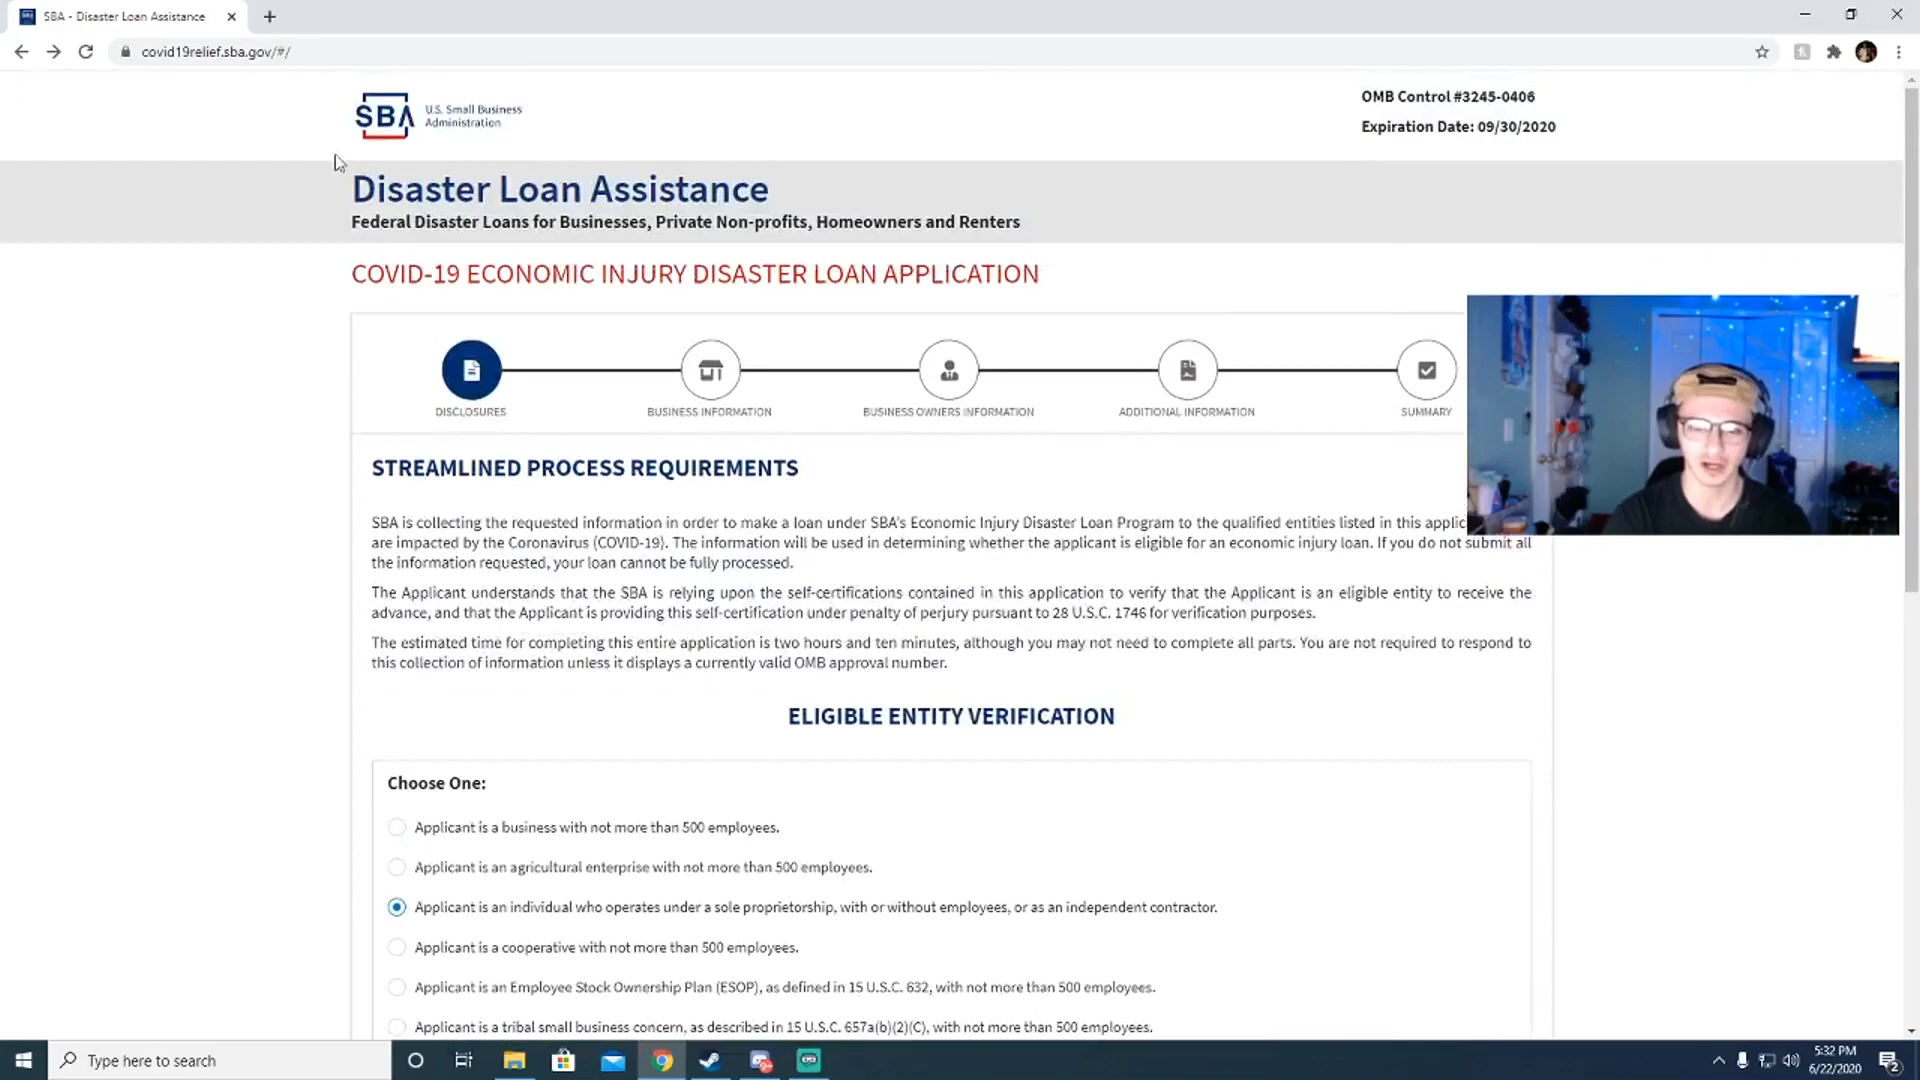 SBA - Disaster Loan Assistance
covid19relief.sba.gov/#/
SBA U.S. Small Business
Administration
OMB Control #3245-0406
Expiration Date: 09/30/2020
Disaster Loan Assistance
Federal Disaster Loans for Businesses, Private Non-profits, Homeowners and Renters
COVID-19 ECONOMIC INJURY DISASTER LOAN APPLICATION
DISCLOSURES
BUSINESS INFORMATION
BUSINESS OWNERS INFORMATION
ADDITIONAL INFORMATION
SUMMARY
STREAMLINED PROCESS REQUIREMENTS
SBA is collecting the requested information in order to make a loan under SBA's Economic Injury Disaster Loan Program to the qualified entities listed in this
are impacted by the Coronavirus (COVID-19). The information will be used in determining whether the applicant is eligible for an economic injury loan. If you do not submit all
the information requested, your loan cannot be fully processed.
The Applicant understands that the SBA is relying upon the self-certifications contained in this application to verify that the Applicant is an eligible entity to receive the
advance, and that the Applicant is providing this self-certification under penalty of perjury pursuant to 28 U.S.C. 1746 for verification purposes.
The estimated time for completing this entire application is two hours and ten minutes, although you may not need to complete all parts. You are not required to respond to
this collection of information unless it displays a currently valid OMB approval number.
ELIGIBLE ENTITY VERIFICATION
Choose One:
Applicant is a business with not more than 500 employees.
Applicant is an agricultural enterprise with not more than 500 employees.
Applicant is an individual who operates under a sole proprietorship, with or without employees, or as an independent contractor.
Applicant is a cooperative with not more than 500 employees.
Applicant is an Employee Stock Ownership Plan (ESOP), as defined in 15 U.S.C. 632, with not more than 500 employees.
Applicant is a tribal small business concern, as described in 15 U.S.C. 657a(b)(2)(C), with not more than 500 employees.
Type here to search
5:32 PM
6/22/2020
2